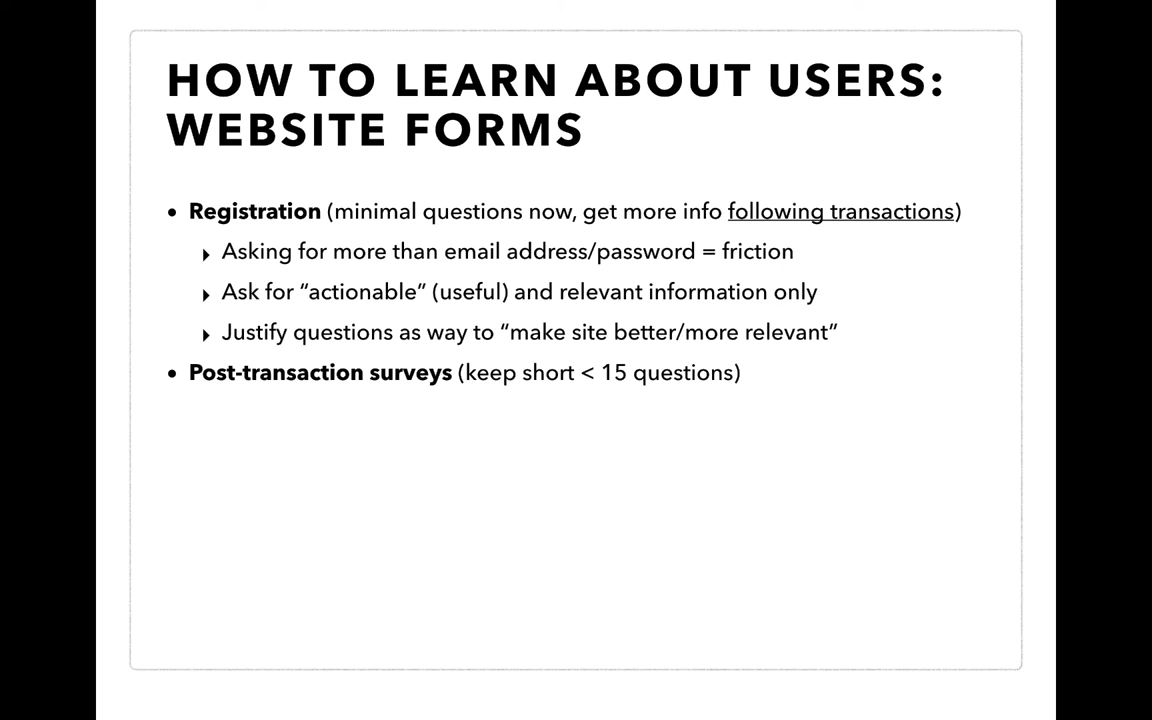 HOW TO LEARN ABOUT USERS:
WEBSITE FORMS
• Registration (minimal questions now, get more info following transactions)
‣ Asking for more than email address/password = friction
‣ Ask for “actionable” (useful) and relevant information only
‣ Justify questions as way to “make site better/more relevant”
• Post-transaction surveys (keep short < 15 questions)